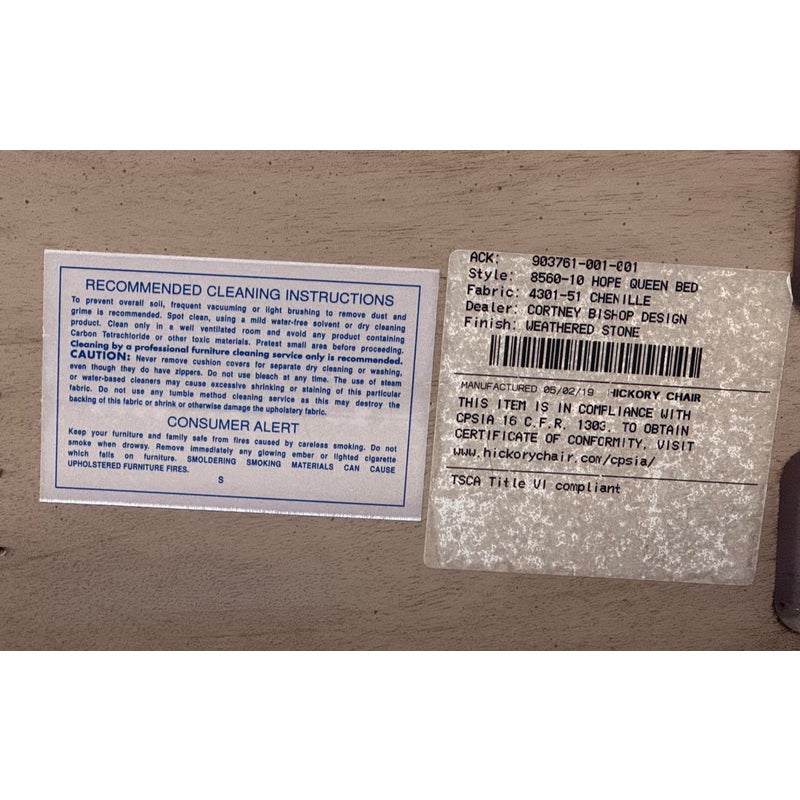 RECOMMENDED CLEANING INSTRUCTIONS
To prevent overall soil, frequent vacuuming or light brushing to remove dust and
grime is recommended. Spot clean, using a mild water-free solvent or dry cleaning
product. Clean only in a well ventilated room and avoid any product containing
Carbon Tetrachloride or other toxic materials. Pretest small area before proceeding.
Cleaning by a professional furniture cleaning service only is recommended.
CAUTION: Never remove cushion covers for separate dry cleaning or washing,
even though they do have zippers. Do not use bleach at any time. The use of steam
or water-based cleaners may cause excessive shrinking or staining of this particular
fabric. Do not use any tumble method cleaning service as this may destroy the
backing of this fabric or shrink or otherwise damage the upholstery fabric.
CONSUMER ALERT
Keep your furniture and family safe from fires caused by careless smoking. Do not
smoke when drowsy. Remove immediately any glowing ember or lighted cigarette
which falls on furniture. SMOLDERING SMOKING MATERIALS CAN CAUSE
UPHOLSTERED FURNITURE FIRES.
S
ACK: 903761-001-001
Style: 8560-10 HOPE QUEEN BED
Fabric: 4301-51 CHENILLE
Dealer: CORTNEY BISHOP DESIGN
Finish: WEATHERED STONE
MANUFACTURED 05/02/19 HICKORY CHAIR
THIS ITEM IS IN COMPLIANCE WITH
CPSIA 16 C.F.R. 1303. TO OBTAIN
CERTIFICATE OF CONFORMITY, VISIT
www.hickorychair.com/cpsia/
TSCA Title VI compliant